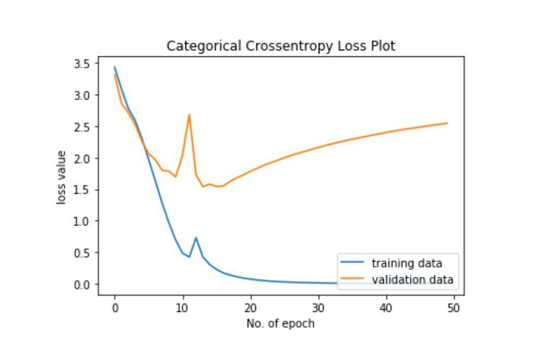 Categorical Crossentropy Loss Plot
3.5
3.0
2.5
2.0
1.5
1.0
0.5
0.0
loss value
training data
validation data
0 10 20 30 40 50
No. of epoch